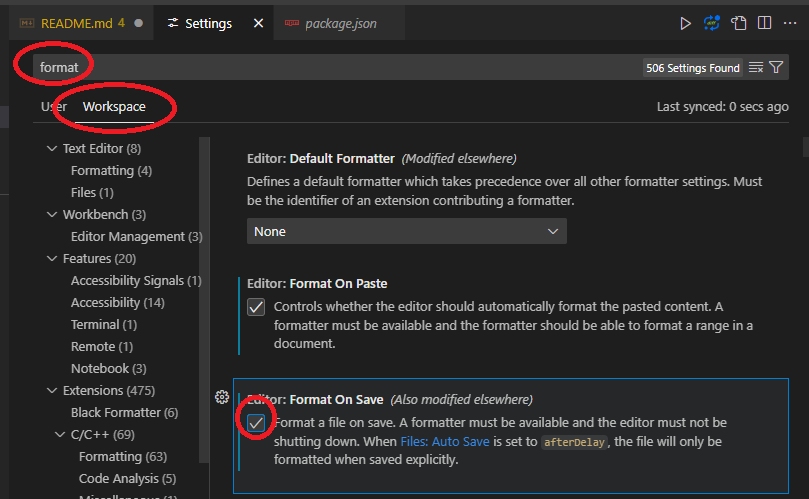 README.md 4
Settings
package.json
format
506 Settings Found
User
Workspace
Last synced: 0 secs ago
Text Editor (8)
Formatting (4)
Files (1)
Workbench (3)
Editor Management (3)
Features (20)
Accessibility Signals (1)
Accessibility (14)
Terminal (1)
Remote (1)
Notebook (3)
Extensions (475)
Black Formatter (6)
C/C++ (69)
Formatting (63)
Code Analysis (5)
Editor: Default Formatter (Modified elsewhere)
Defines a default formatter which takes precedence over all other formatter settings. Must
be the identifier of an extension contributing a formatter.
None
Editor: Format On Paste
Controls whether the editor should automatically format the pasted content. A
formatter must be available and the formatter should be able to format a range in a
document.
Editor: Format On Save (Also modified elsewhere)
Format a file on save. A formatter must be available and the editor must not be
shutting down. When Files: Auto Save is set to afterDelay, the file will only be
formatted when saved explicitly.